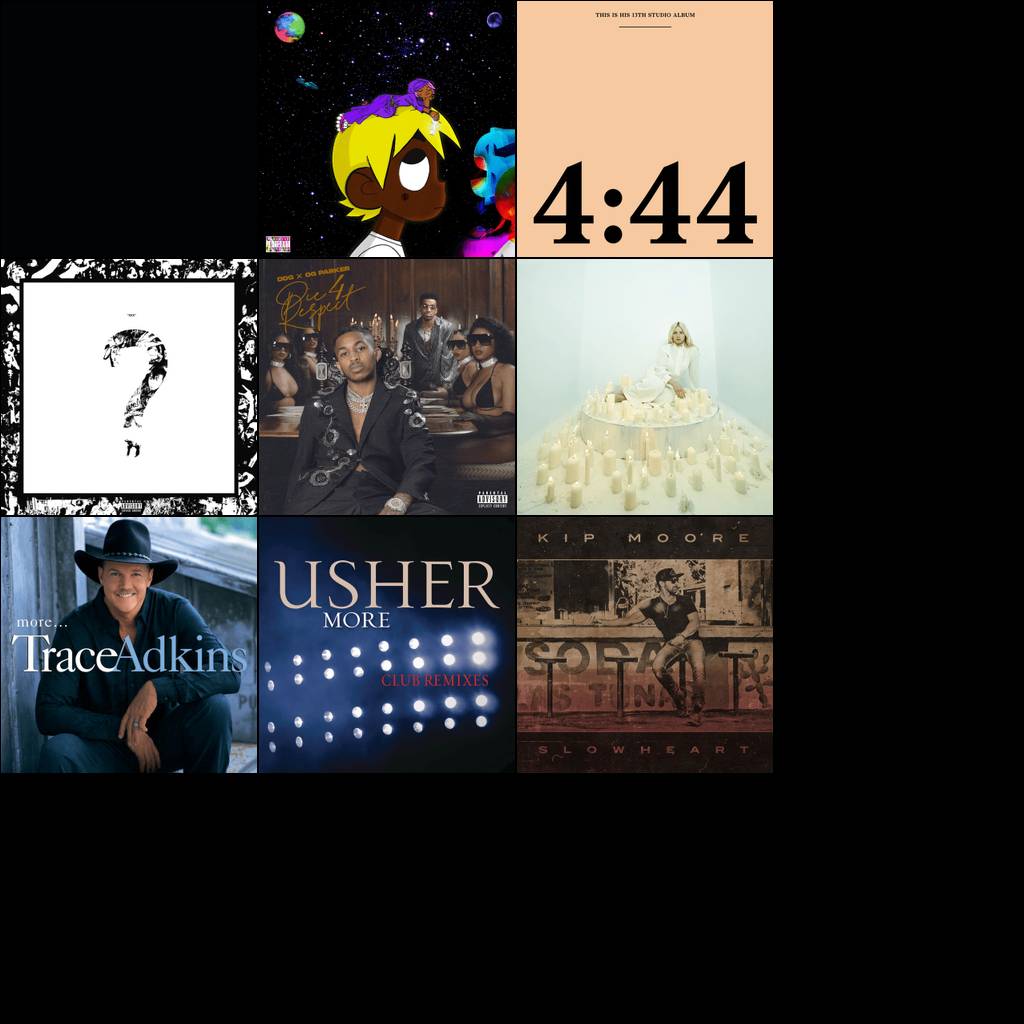 THIS IS HIS 13TH STUDIO ALBUM
4:44
?
DDG X OG PARKER
Die 4
Respect
PARENTAL
ADVISORY
EXPLICIT CONTENT
more...
TraceAdkins
USHER
MORE
CLUB REMIXES
KIP MOORE
SODA
SLOWHEART